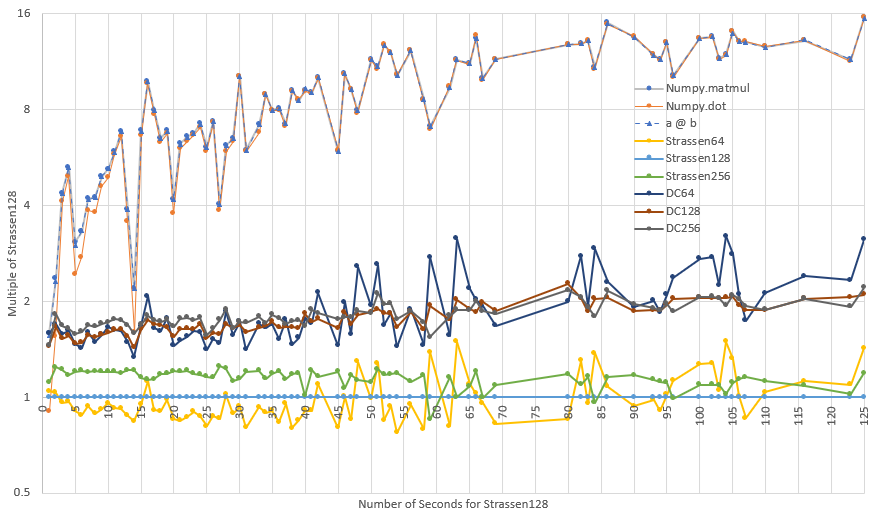 16
8
4
2
1
0.5
Multiple of Strassen128
0 5 10 15 20 25 30 35 40 45 50 55 60 65 70 75 80 85 90 95 100 105 110 115 120 125
Number of Seconds for Strassen128
Numpy.matmul
Numpy.dot
a @ b
Strassen64
Strassen128
Strassen256
DC64
DC128
DC256